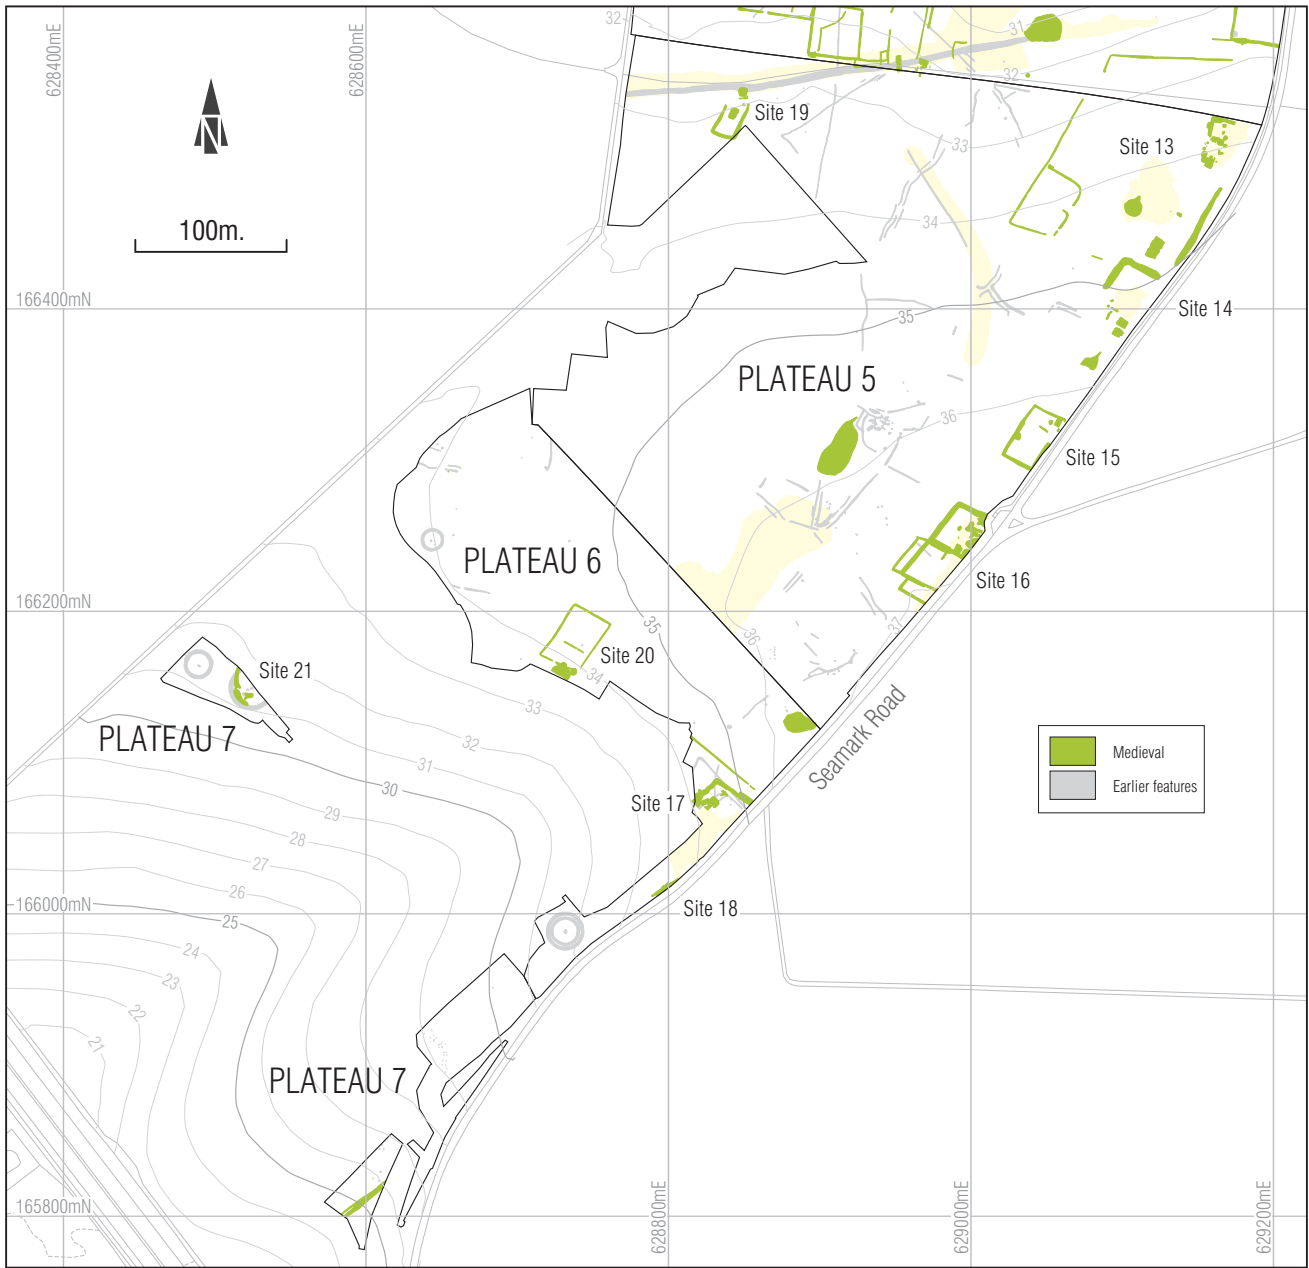 628400mE
628600mE
32
31
32
Site 19
33
Site 13
N
100m.
34
166400mN
35
Site 14
PLATEAU 5
36
Site 15
PLATEAU 6
Site 16
166200mN
35
36
37
Site 20
34
Site 21
33
Seamark Road
PLATEAU 7
32
31
30
Medieval
Earlier features
Site 17
29
28
27
26
166000mN
25
Site 18
24
23
22
21
PLATEAU 7
165800mN
628800mE
629000mE
629200mE